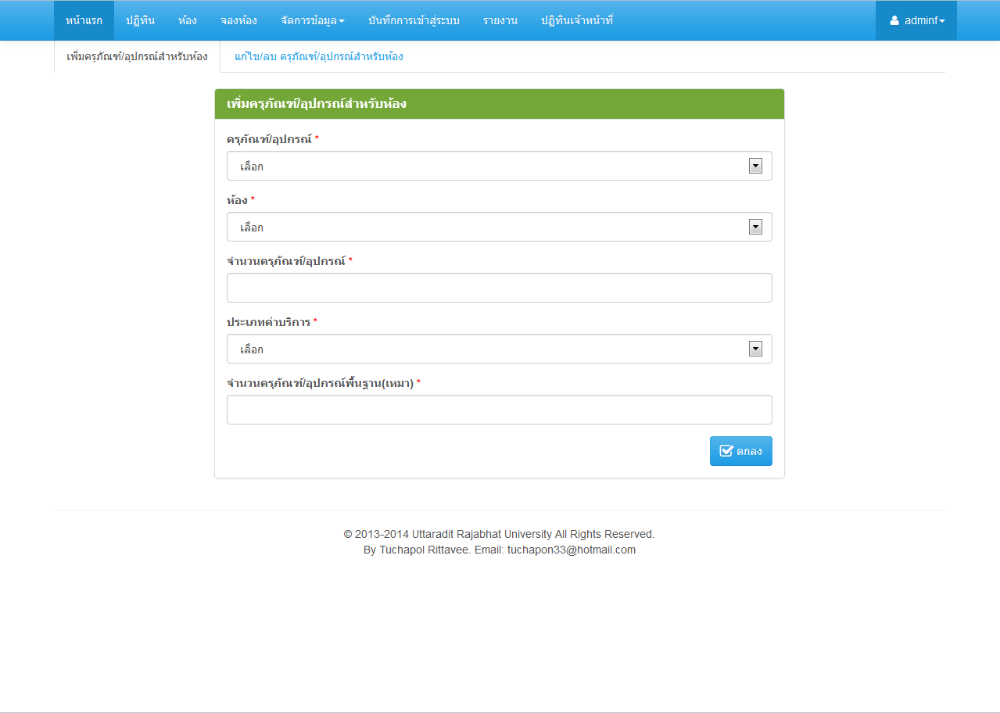 หน้าแรก ปฏิทิน ห้อง จองห้อง จัดการข้อมูล บันทึกการเข้าสู่ระบบ รายงาน ปฏิทินเจ้าหน้าที่ adminf
เพิ่มครุภัณฑ์/อุปกรณ์สำหรับห้อง แก้ไข/ลบ ครุภัณฑ์/อุปกรณ์สำหรับห้อง
เพิ่มครุภัณฑ์/อุปกรณ์สำหรับห้อง
ครุภัณฑ์/อุปกรณ์ *
เลือก
ห้อง *
เลือก
จำนวนครุภัณฑ์/อุปกรณ์ *
ประเภทค่าบริการ *
เลือก
จำนวนครุภัณฑ์/อุปกรณ์พื้นฐาน(เหมา) *
ตกลง
© 2013-2014 Uttaradit Rajabhat University All Rights Reserved.
By Tuchapol Rittavee. Email: tuchapon33@hotmail.com